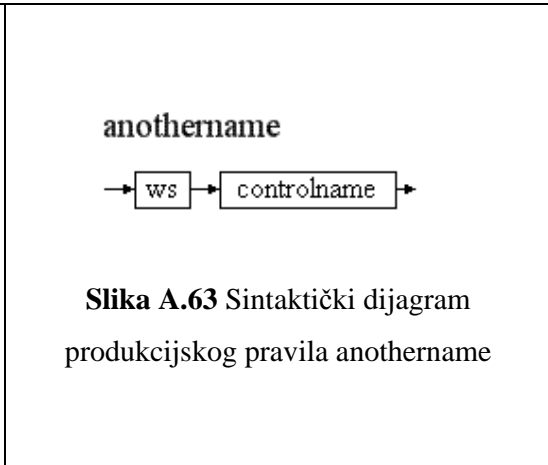 anothername
ws controlname
Slika A.63 Sintaktički dijagram
produkcijskog pravila anothername